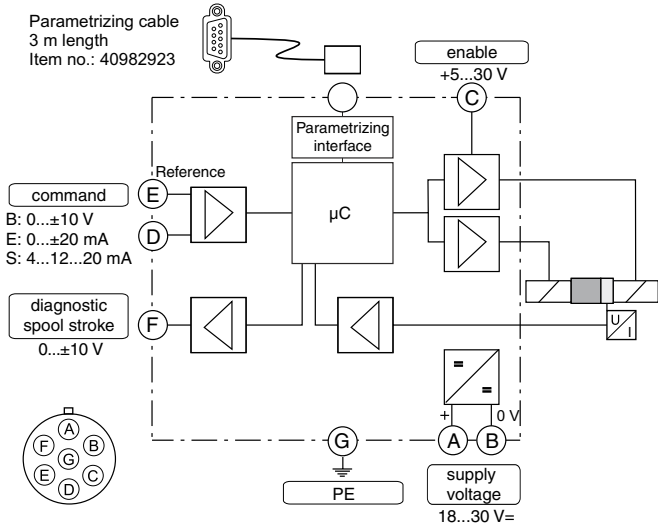 Parametrizing cable
3 m length
Item no.: 40982923
enable
+5...30 V
C
Parametrizing
interface
Reference
E
command
B: 0...±10 V
E: 0...±20 mA
S: 4...12...20 mA
D
µC
diagnostic
spool stroke
0...±10 V
F
U
I
=
=
+
0 V
G
A
B
PE
supply
voltage
18...30 V=
A
F
B
G
E
C
D